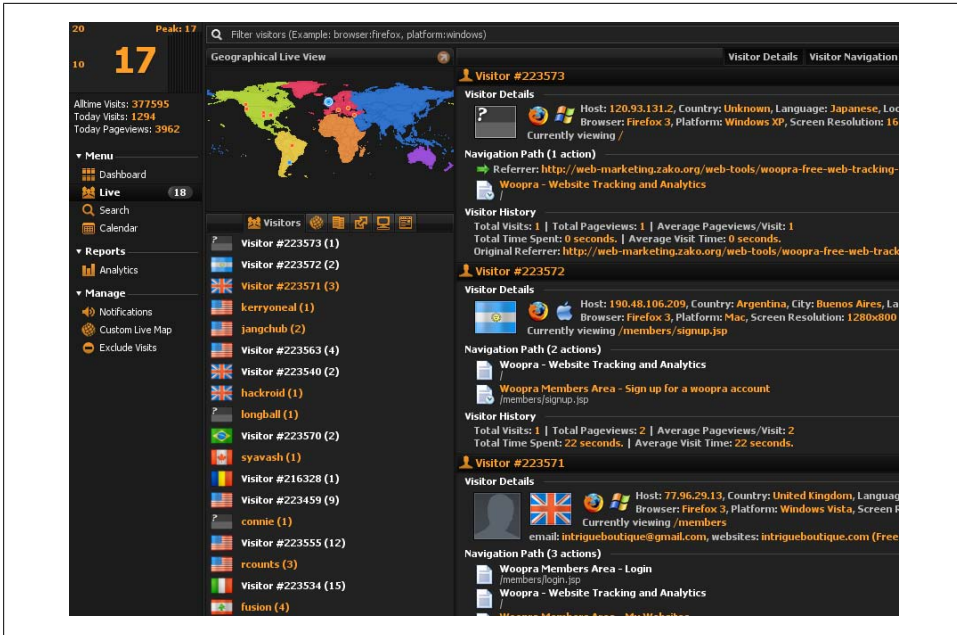 20 Peak: 17
10 17
Alltime Visits: 377595
Today Visits: 1294
Today Pageviews: 3962
Menu
Dashboard
Live 18
Search
Calendar
Reports
Analytics
Manage
Notifications
Custom Live Map
Exclude Visits
Filter visitors (Example: browser:firefox, platform:windows)
Geographical Live View
Visitors
Visitor #223573 (1)
Visitor #223572 (2)
Visitor #223571 (3)
kerryoneal (1)
jangchub (2)
Visitor #223563 (4)
Visitor #223540 (2)
hackroid (1)
longball (1)
Visitor #223570 (2)
syavash (1)
Visitor #216328 (1)
Visitor #223459 (9)
connie (1)
Visitor #223555 (12)
rcounts (3)
Visitor #223534 (15)
fusion (4)
Visitor Details Visitor Navigation
Visitor #223573
Visitor Details
?
Host: 120.93.131.2, Country: Unknown, Language: Japanese, Loc
Browser: Firefox 3, Platform: Windows XP, Screen Resolution: 16
Currently viewing /
Navigation Path (1 action)
Referrer: http://web-marketing.zako.org/web-tools/woopra-free-web-tracking-
Woopra - Website Tracking and Analytics
/
Visitor History
Total Visits: 1 | Total Pageviews: 1 | Average Pageviews/Visit: 1
Total Time Spent: 0 seconds. | Average Visit Time: 0 seconds.
Original Referrer: http://web-marketing.zako.org/web-tools/woopra-free-web-track
Visitor #223572
Visitor Details
Host: 190.48.106.209, Country: Argentina, City: Buenos Aires, La
Browser: Firefox 3, Platform: Mac, Screen Resolution: 1280x800
Currently viewing /members/signup.jsp
Navigation Path (2 actions)
Woopra - Website Tracking and Analytics
/
Woopra Members Area - Sign up for a woopra account
/members/signup.jsp
Visitor History
Total Visits: 1 | Total Pageviews: 2 | Average Pageviews/Visit: 2
Total Time Spent: 22 seconds. | Average Visit Time: 22 seconds.
Visitor #223571
Visitor Details
Host: 77.96.29.13, Country: United Kingdom, Languag
Browser: Firefox 3, Platform: Windows Vista, Screen R
Currently viewing /members
email: intrigueboutique@gmail.com, websites: intrigueboutique.com (Free
Navigation Path (3 actions)
Woopra Members Area - Login
/members/login.jsp
Woopra - Website Tracking and Analytics
/
Woopra Members Area - My Websites